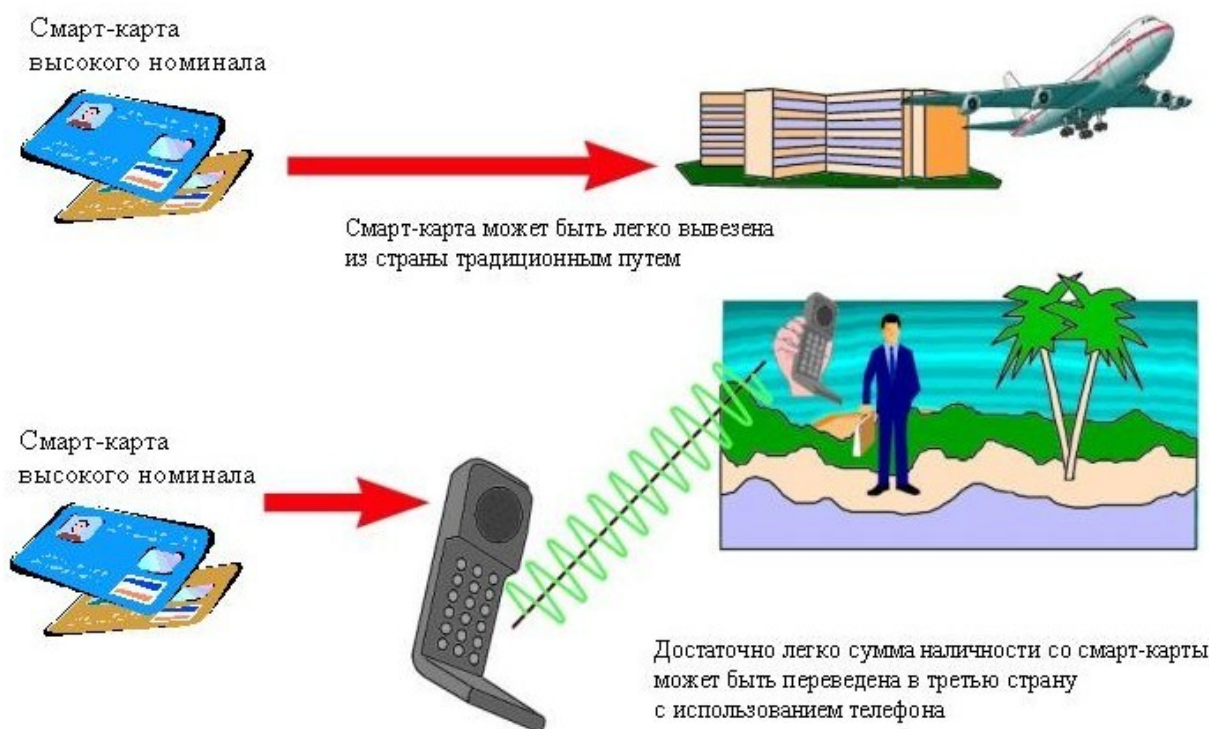 Смарт-карта
высокого номинала
Смарт-карта может быть легко вывезена
из страны традиционным путем
Смарт-карта
высокого номинала
Достаточно легко сумма наличности со смарт-карты
может быть переведена в третью страну
с использованием телефона